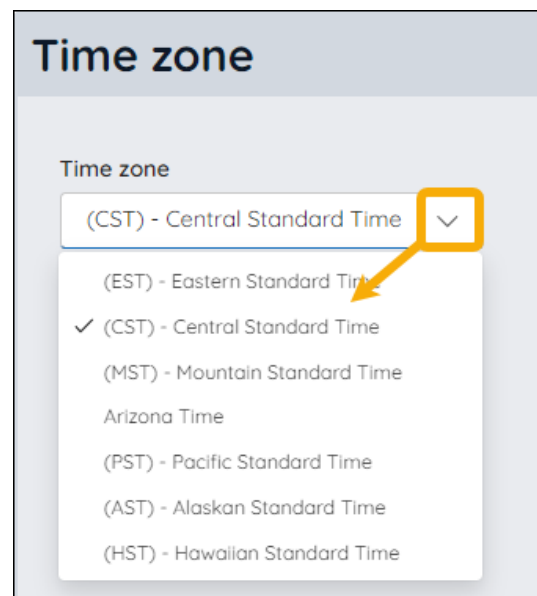 Time zone
Time zone
(CST) - Central Standard Time
(EST) - Eastern Standard Time
(CST) - Central Standard Time
(MST) - Mountain Standard Time
Arizona Time
(PST) - Pacific Standard Time
(AST) - Alaskan Standard Time
(HST) - Hawaiian Standard Time